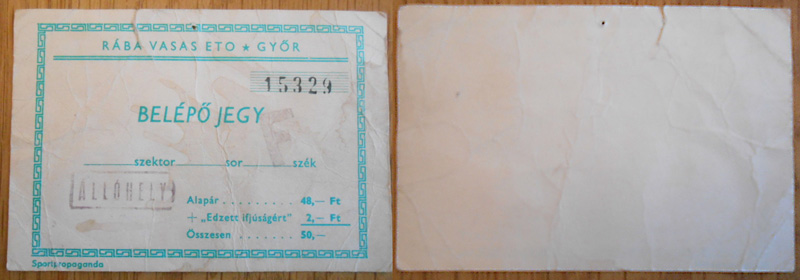 RÁBA VASAS ETO ★ GYŐR
15329
BELÉPŐ JEGY
szektor sor szék
ÁLLÓHELY
Alapár . . . . . . . . . 48,— Ft
+ „Edzett ifjúságért” 2,— Ft
Összesen . . . . . . . 50,—
Sportpropaganda